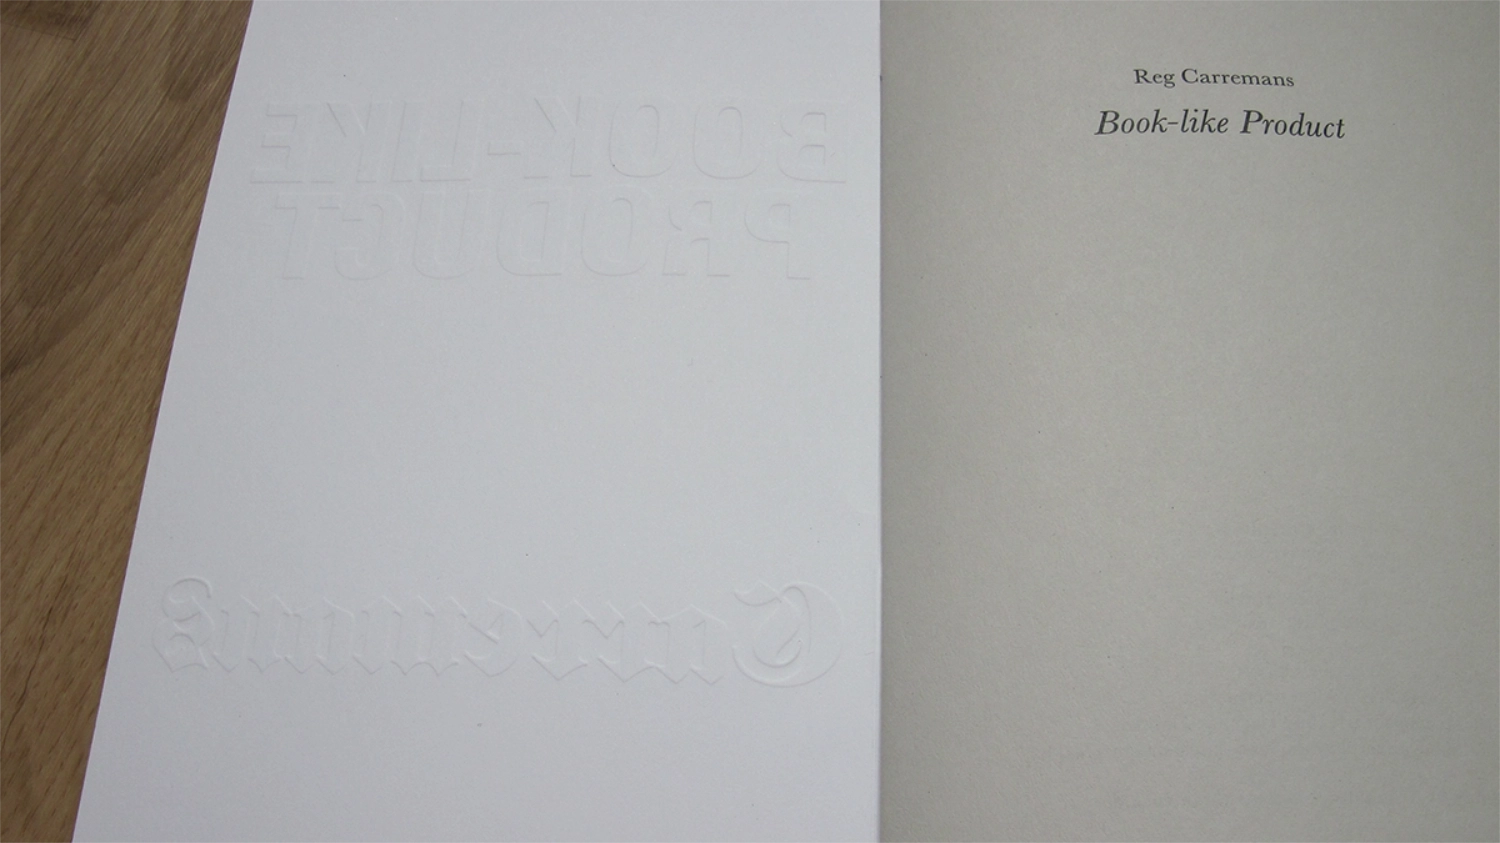 BOOK-LIKE
PRODUCT
Carremans
Reg Carremans
Book-like Product